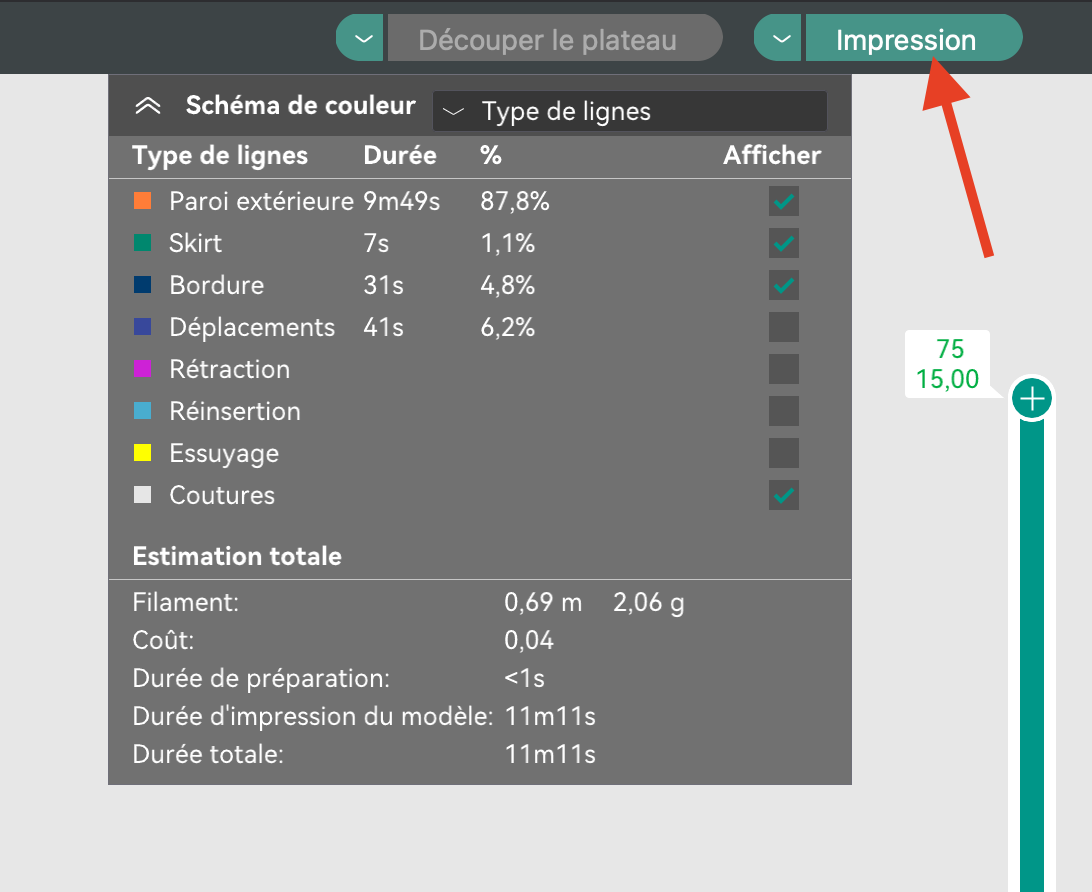 Découper le plateau Impression
Schéma de couleur Type de lignes
Type de lignes Durée % Afficher
Paroi extérieure 9m49s 87,8%
Skirt 7s 1,1%
Bordure 31s 4,8%
Déplacements 41s 6,2%
Rétraction
Réinsertion
Essuyage
Coutures
75
15,00
Estimation totale
Filament: 0,69 m 2,06 g
Coût: 0,04
Durée de préparation: <1s
Durée d'impression du modèle: 11m11s
Durée totale: 11m11s